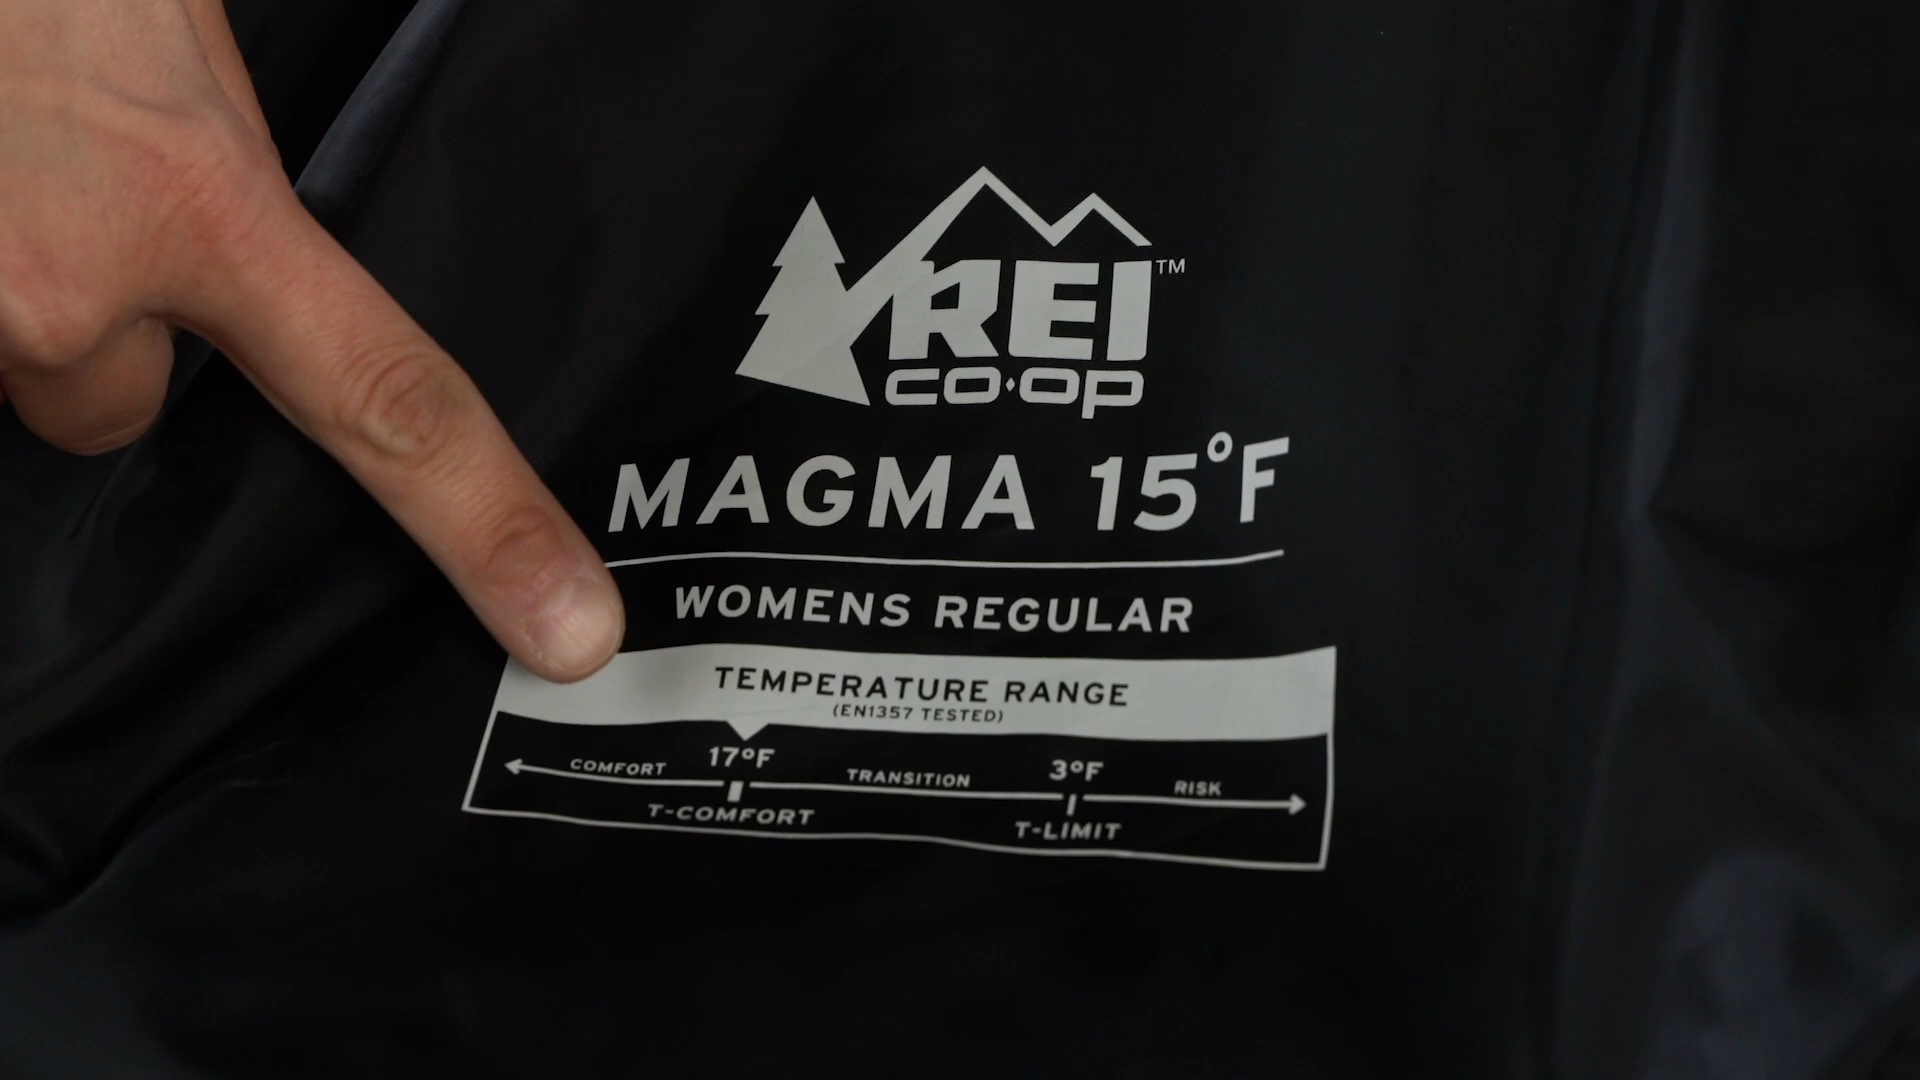 REI™
CO·OP
MAGMA 15°F
WOMENS REGULAR
TEMPERATURE RANGE
(EN1357 TESTED)
COMFORT 17°F TRANSITION 3°F RISK
T-COMFORT T-LIMIT